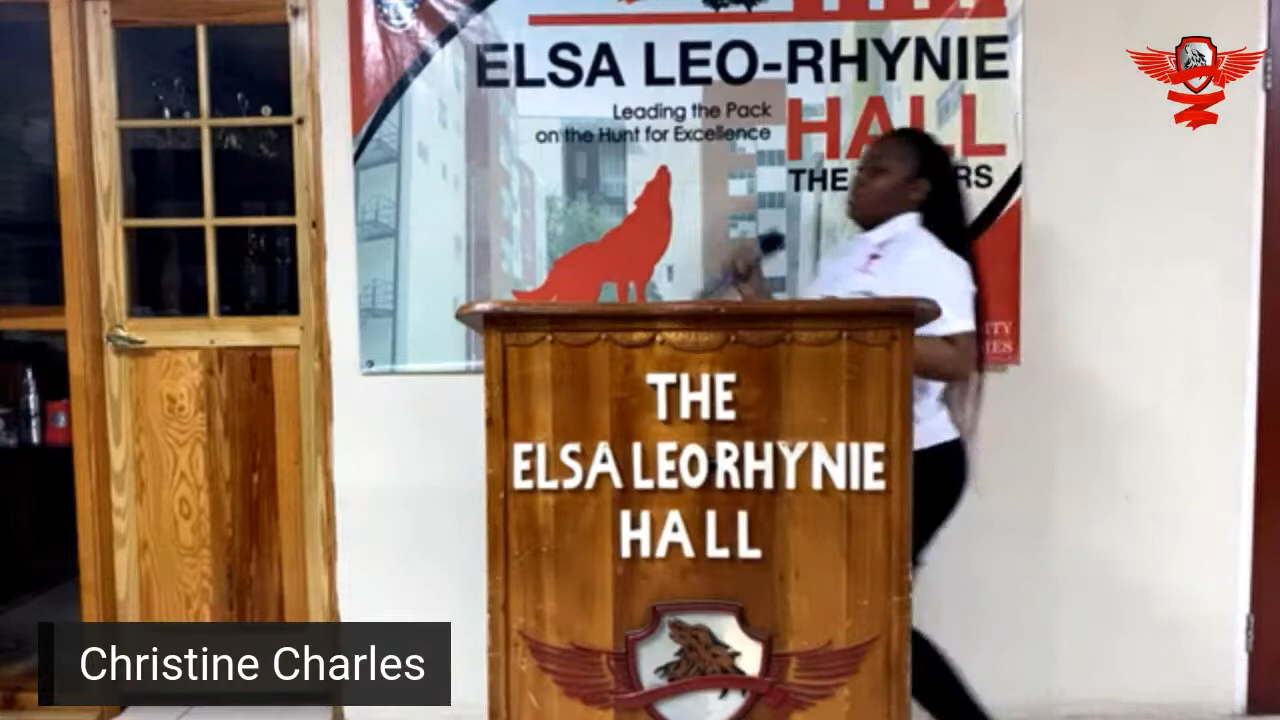 ELSA LEO-RHYNIE
Leading the Pack
on the Hunt for Excellence
HALL
THE
THE
ELSA LEO RHYNIE
HALL
Christine Charles